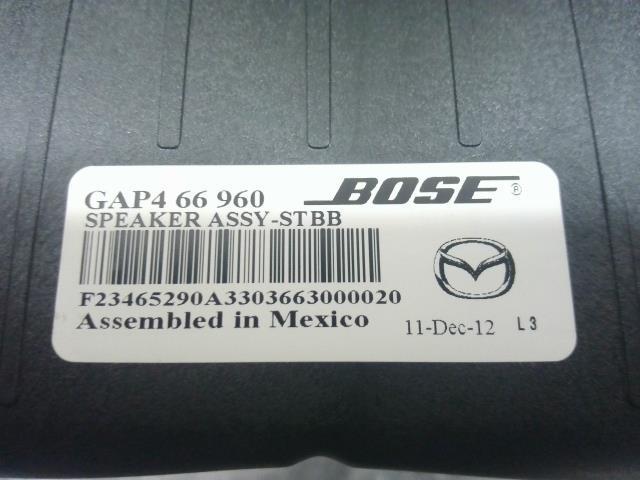 GAP4 66 960 BOSE®
SPEAKER ASSY-STBB
F23465290A3303663000020
Assembled in Mexico 11-Dec-12 L3